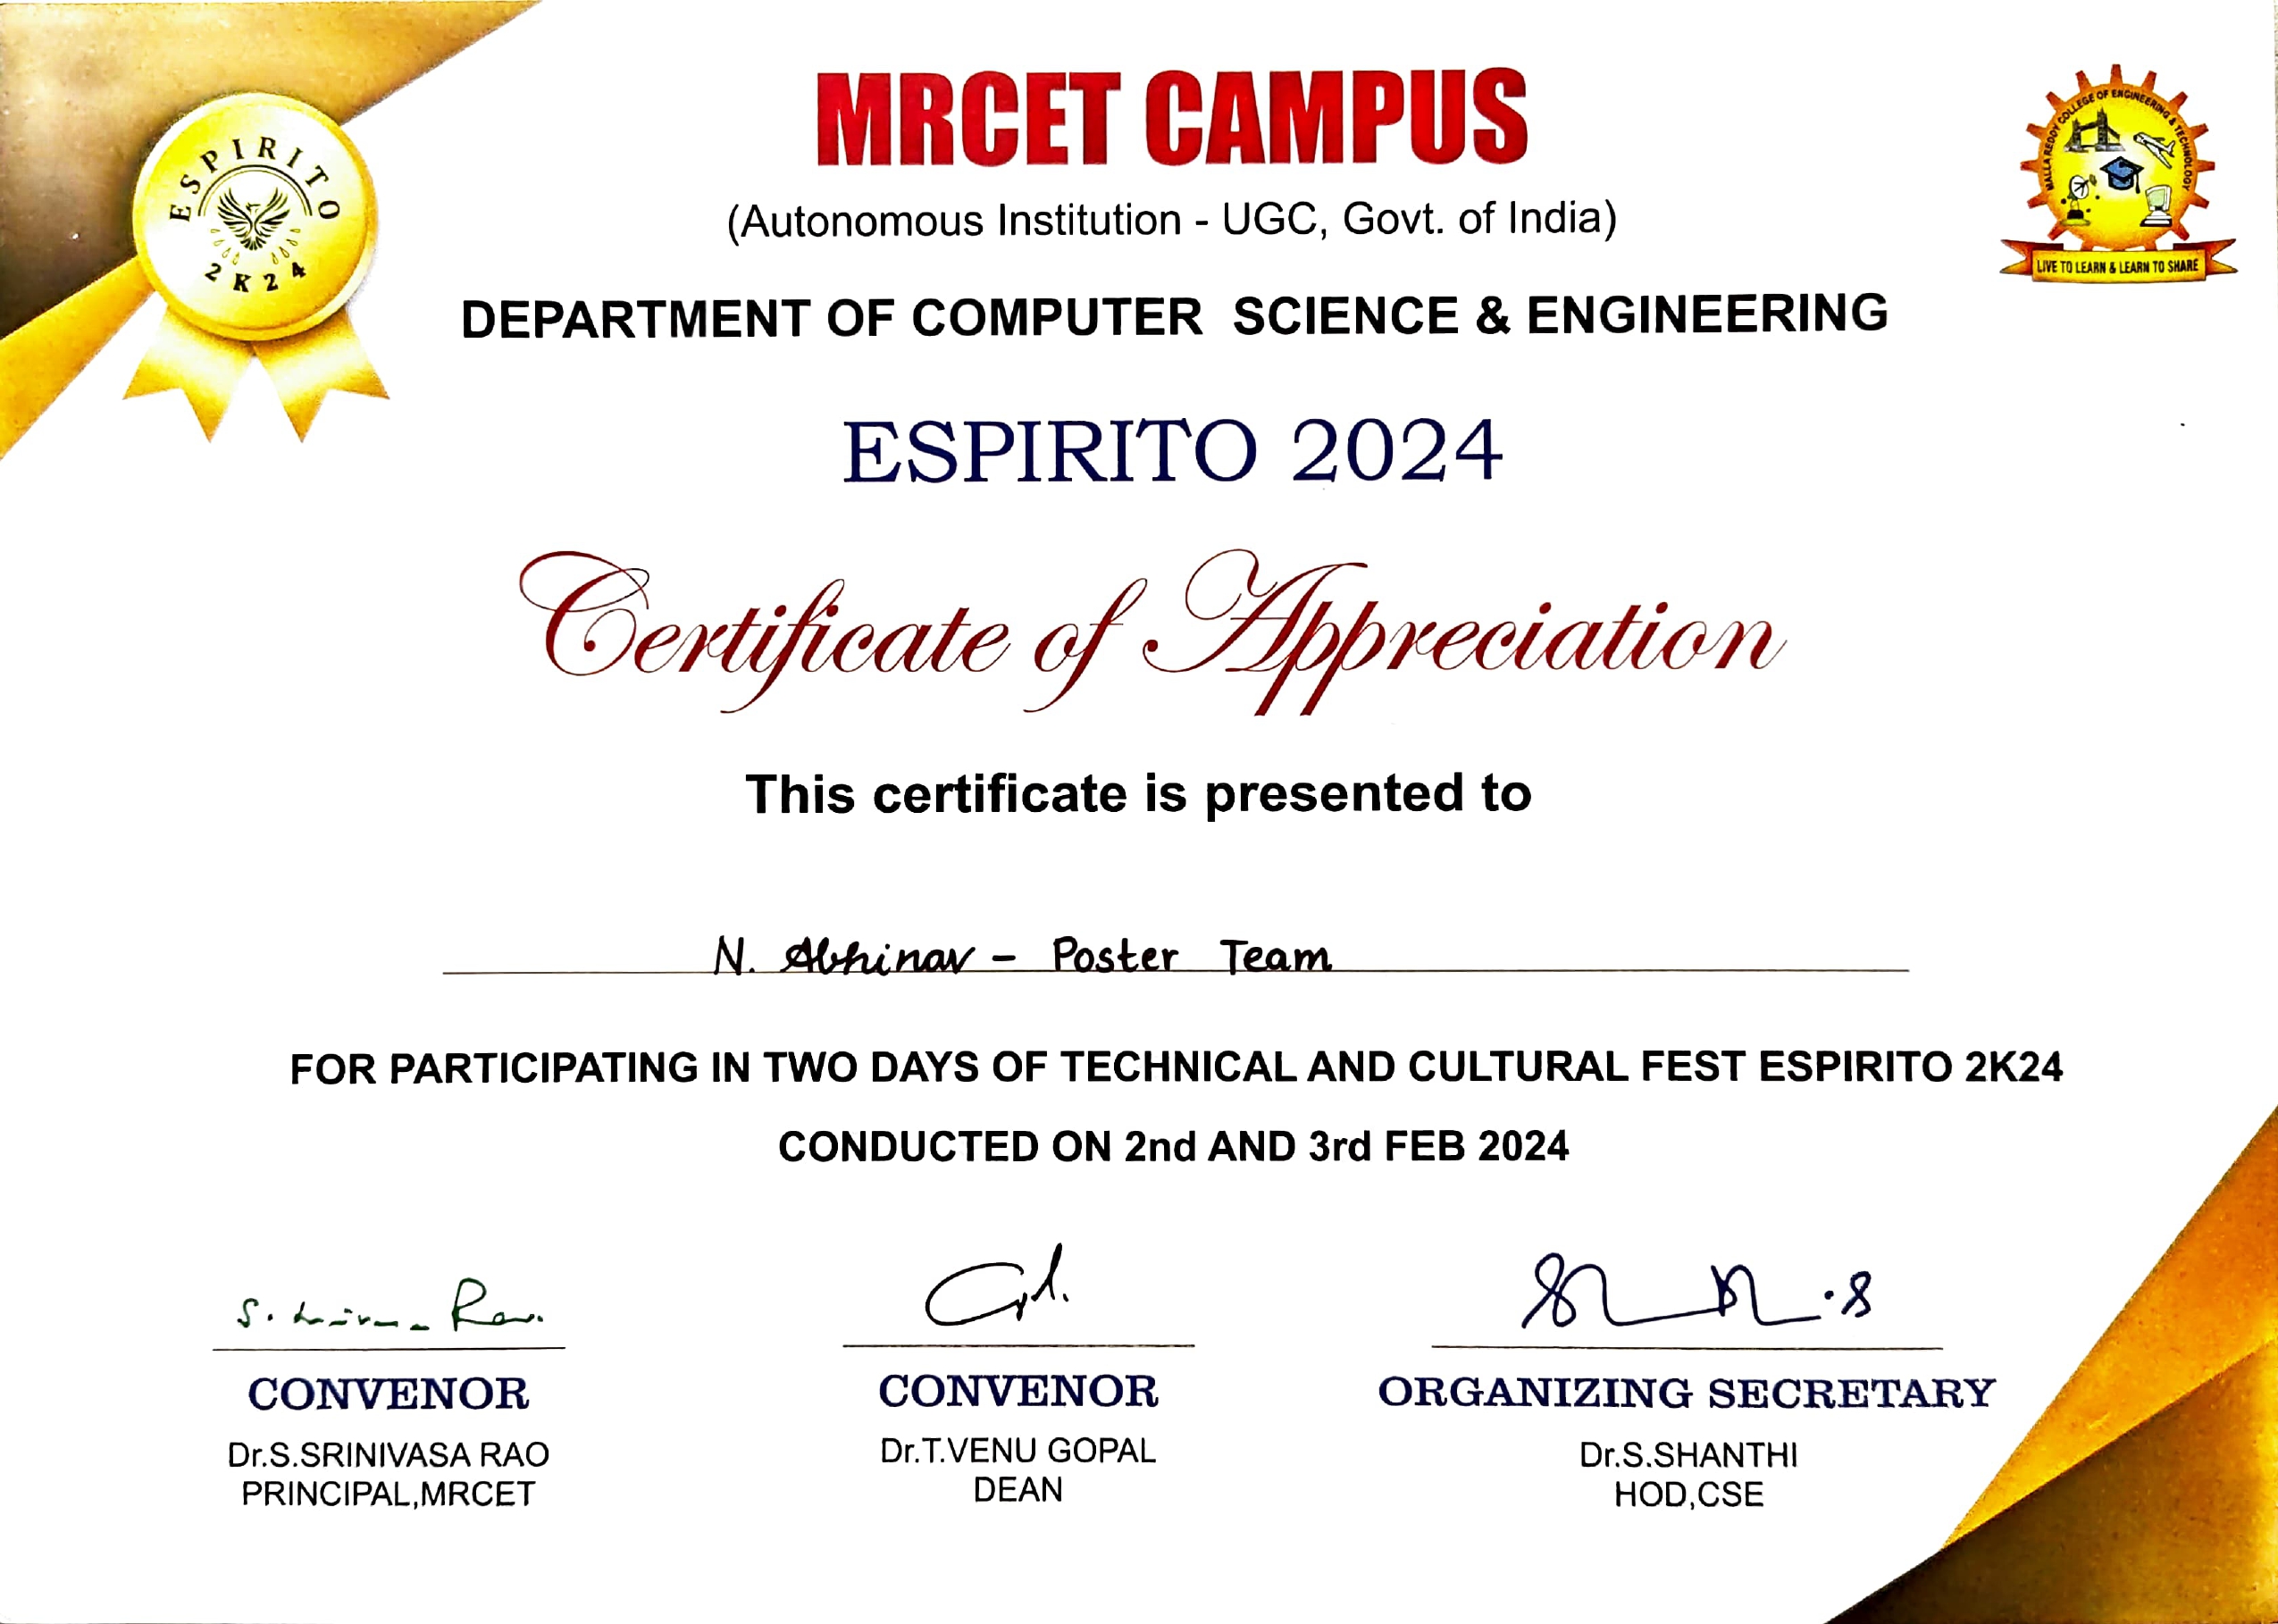 ESPIRITO
2K24
MRCET CAMPUS
MALLA REDDY COLLEGE OF ENGINEERING & TECHNOLOGY
LIVE TO LEARN & LEARN TO SHARE
(Autonomous Institution - UGC, Govt. of India)
DEPARTMENT OF COMPUTER SCIENCE & ENGINEERING
ESPIRITO 2024
Certificate of Appreciation
This certificate is presented to
N. Abhinav - Poster Team
FOR PARTICIPATING IN TWO DAYS OF TECHNICAL AND CULTURAL FEST ESPIRITO 2K24
CONDUCTED ON 2nd AND 3rd FEB 2024
CONVENOR
Dr.S.SRINIVASA RAO
PRINCIPAL,MRCET
CONVENOR
Dr.T.VENU GOPAL
DEAN
ORGANIZING SECRETARY
Dr.S.SHANTHI
HOD,CSE